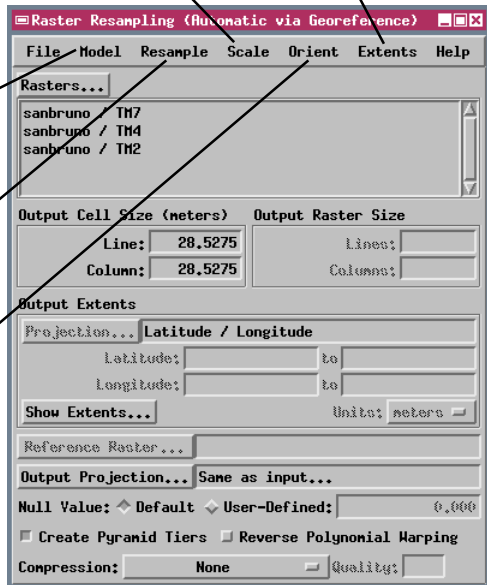 Raster Resampling (Automatic via Georeference)
File Model Resample Scale Orient Extents Help
Rasters...
sanbruno / TM7
sanbruno / TM4
sanbruno / TM2
Output Cell Size (meters) Output Raster Size
Line: 28.5275 Lines:
Column: 28.5275 Columns:
Output Extents
Projection... Latitude / Longitude
Latitude: to
Longitude: to
Show Extents... Units: meters
Reference Raster...
Output Projection... Same as input...
Null Value: Default User-Defined: 0.000
Create Pyramid Tiers Reverse Polynomial Warping
Compression: None Quality: